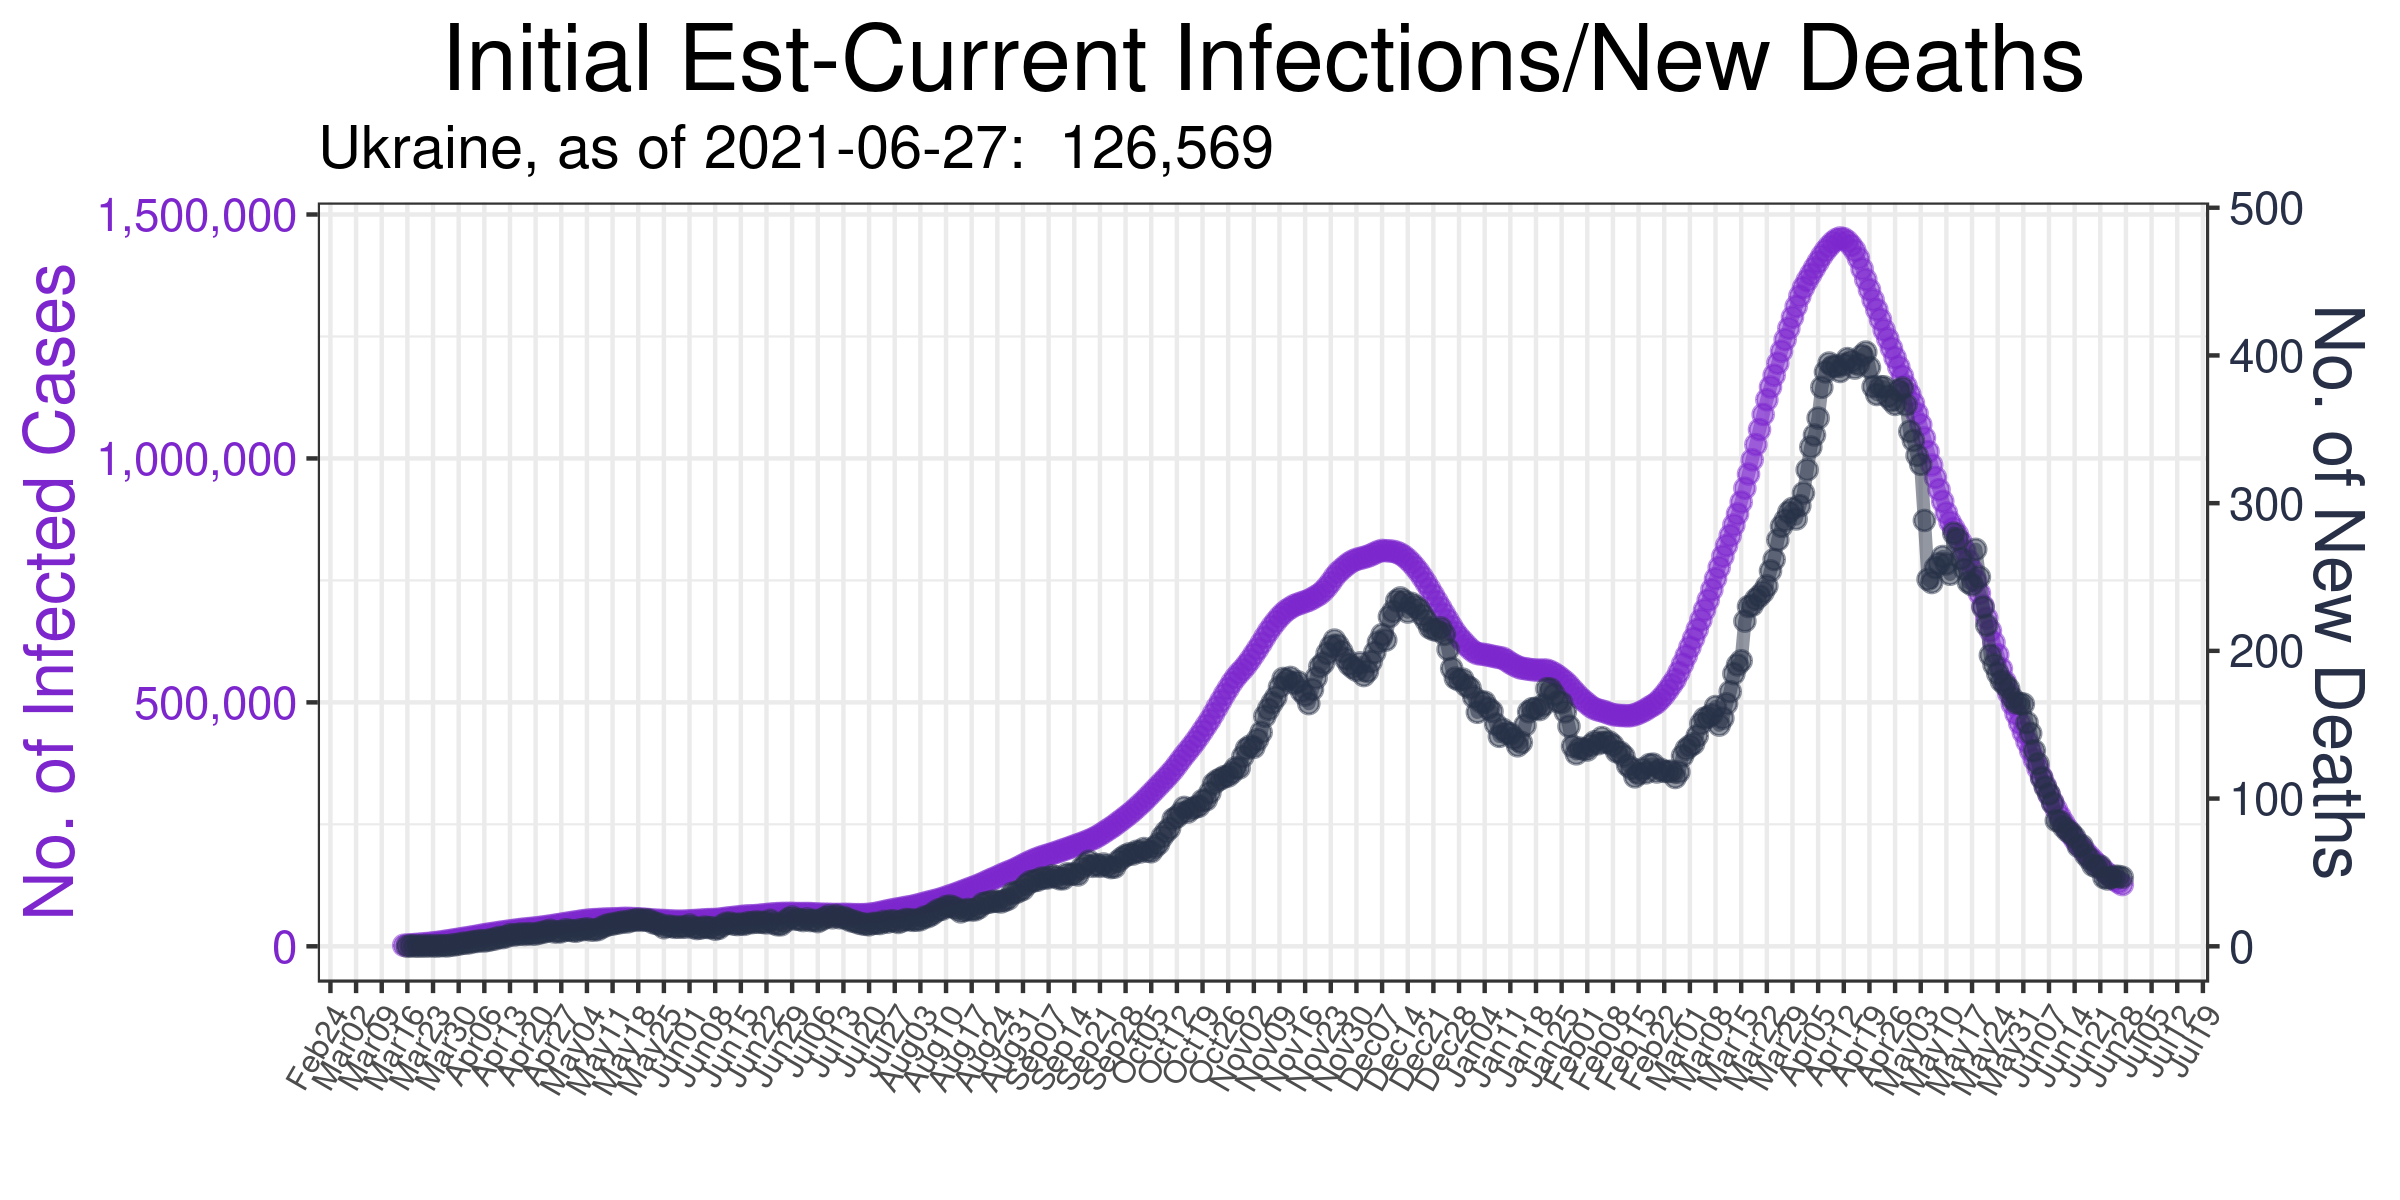 Initial Est-Current Infections/New Deaths
Ukraine, as of 2021-06-27:  126,569
No. of Infected Cases
1,500,000
1,000,000
500,000
0
500
400
300
200
100
0
No. of New Deaths
Feb24
Mar02
Mar09
Mar16
Mar23
Mar30
Apr06
Apr13
Apr20
Apr27
May04
May11
May18
May25
Jun01
Jun08
Jun15
Jun22
Jun29
Jul06
Jul13
Jul20
Jul27
Aug03
Aug10
Aug17
Aug24
Aug31
Sep07
Sep14
Sep21
Sep28
Oct05
Oct12
Oct19
Oct26
Nov02
Nov09
Nov16
Nov23
Nov30
Dec07
Dec14
Dec21
Dec28
Jan04
Jan11
Jan18
Jan25
Feb01
Feb08
Feb15
Feb22
Mar01
Mar08
Mar15
Mar22
Mar29
Apr05
Apr12
Apr19
Apr26
May03
May10
May17
May24
May31
Jun07
Jun14
Jun21
Jun28
Jul05
Jul12
Jul19